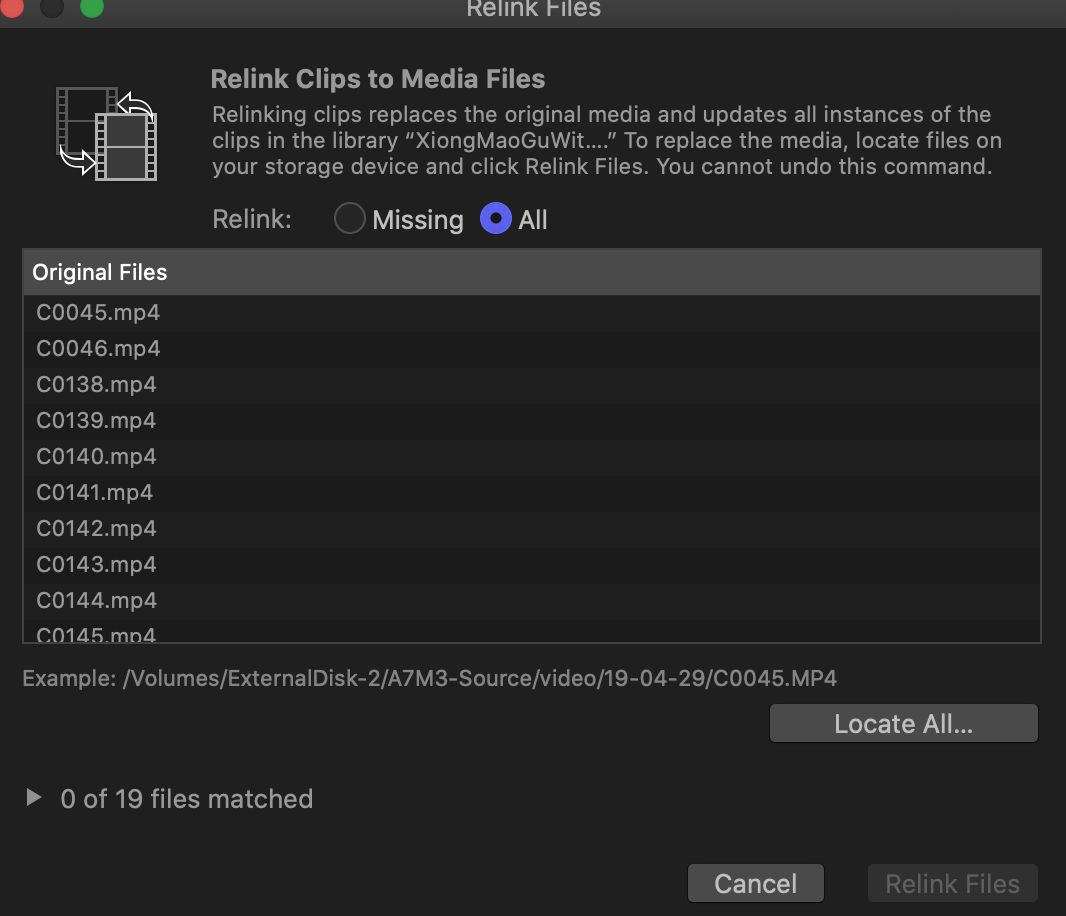 Relink Files
Relink Clips to Media Files
Relinking clips replaces the original media and updates all instances of the
clips in the library “XiongMaoGuWit….” To replace the media, locate files on
your storage device and click Relink Files. You cannot undo this command.
Relink: Missing All
Original Files
C0045.mp4
C0046.mp4
C0138.mp4
C0139.mp4
C0140.mp4
C0141.mp4
C0142.mp4
C0143.mp4
C0144.mp4
C0145.mp4
Example: /Volumes/ExternalDisk-2/A7M3-Source/video/19-04-29/C0045.MP4
Locate All...
0 of 19 files matched
Cancel Relink Files